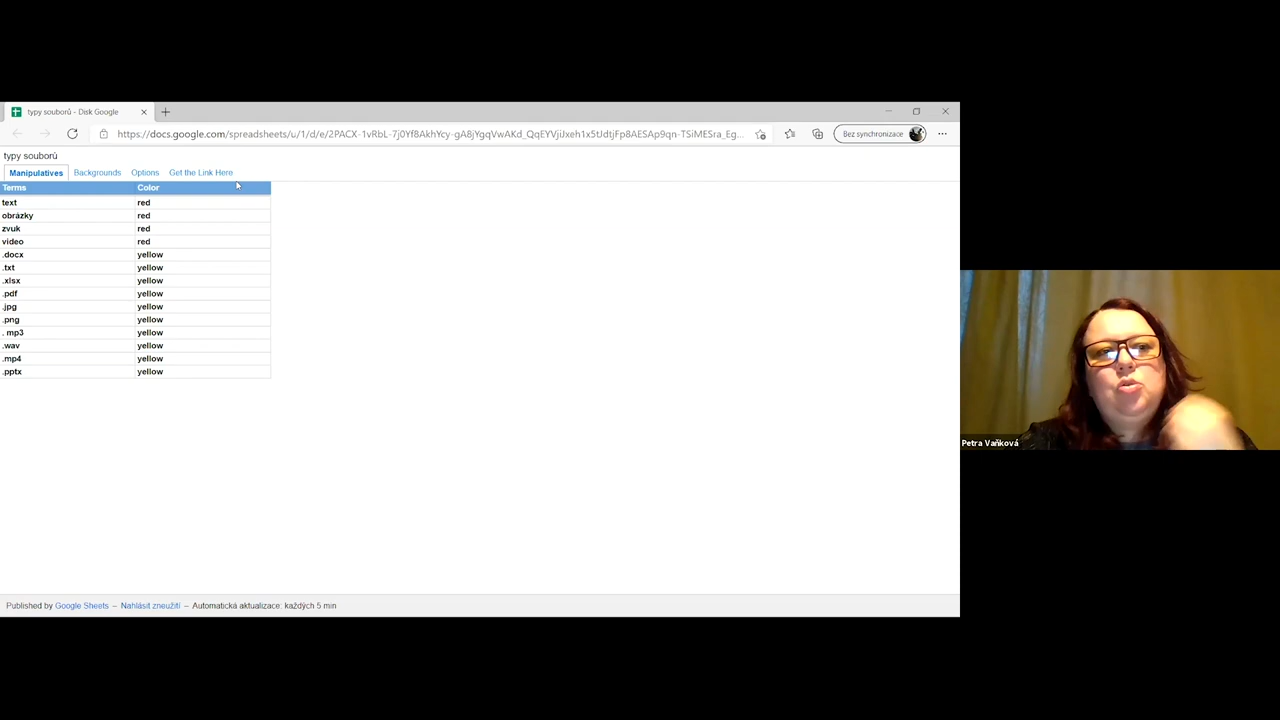 typy souborů - Disk Google
https://docs.google.com/spreadsheets/u/1/d/e/2PACX-1vRbL-7j0Yf8AkhYcy-gA8jYgqVwAKd_QqEYVjiJxeh1x5tJdtjFp8AESAp9qn-TSiMESra_Eg...
Bez synchronizace
typy souborů
Manipulatives Backgrounds Options Get the Link Here
Terms Color
text red
obrázky red
zvuk red
video red
.docx yellow
.txt yellow
.xlsx yellow
.pdf yellow
.jpg yellow
.png yellow
. mp3 yellow
.wav yellow
.mp4 yellow
.pptx yellow
Petra Vaňková
Published by Google Sheets – Nahlásit zneužití – Automatická aktualizace: každých 5 min